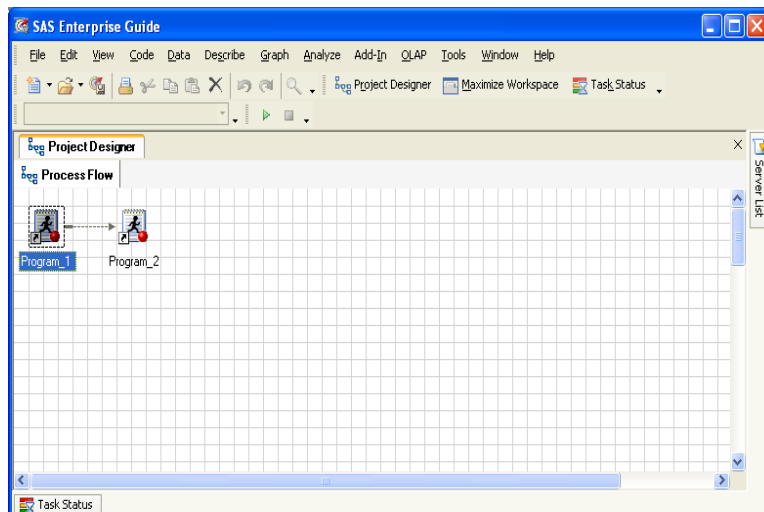 SAS Enterprise Guide
File Edit View Code Data Describe Graph Analyze Add-In OLAP Tools Window Help
Project Designer Maximize Workspace Task Status
Project Designer
Process Flow
Server List
Program_1 Program_2
Task Status